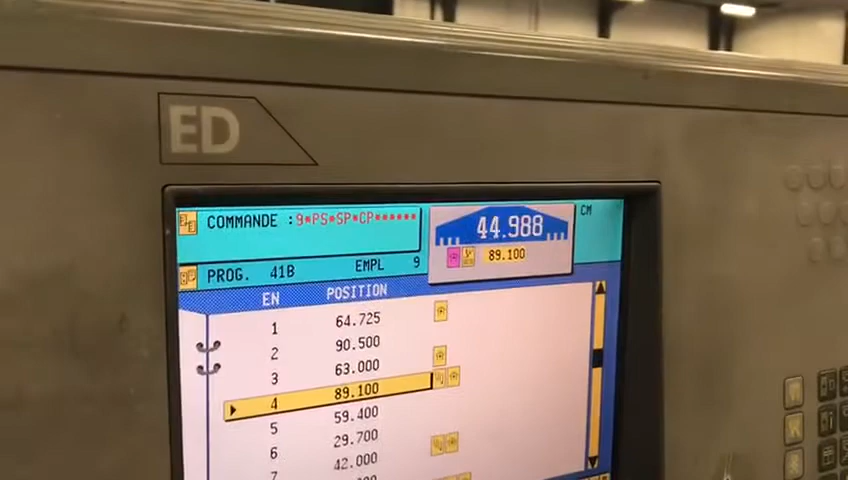 ED
COMMANDE :9*PS*SP*CP******
44.988
CM
89.100
PROG. 41B EMPL 9
EN POSITION
1 64.725
2 90.500
3 63.000
4 89.100
5 59.400
6 29.700
7 42.000